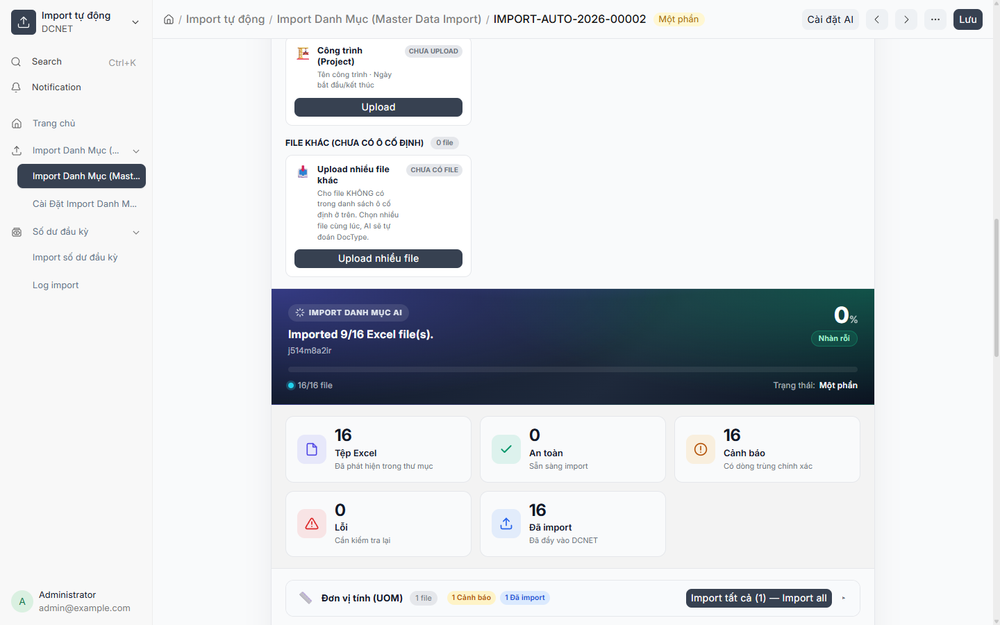 Import tự động
DCNET
Search
Ctrl+K
Notification
Trang chủ
Import Danh Mục (...
Import Danh Mục (Mast...
Cài Đặt Import Danh M...
Số dư đầu kỳ
Import số dư đầu kỳ
Log import
A
Administrator
admin@example.com
/ Import tự động / Import Danh Mục (Master Data Import) / IMPORT-AUTO-2026-00002
Một phần
Cài đặt AI
Lưu
Công trình (Project)
CHƯA UPLOAD
Tên công trình · Ngày
bắt đầu/kết thúc
Upload
FILE KHÁC (CHƯA CÓ Ô CỐ ĐỊNH)
0 file
Upload nhiều file
khác
CHƯA CÓ FILE
Cho file KHÔNG có
trong danh sách ô cố
định ở trên. Chọn nhiều
file cùng lúc, AI sẽ tự
đoán DocType.
Upload nhiều file
IMPORT DANH MỤC AI
Imported 9/16 Excel file(s).
j514m8a2ir
0%
Nhàn rỗi
16/16 file
Trạng thái: Một phần
16
Tệp Excel
Đã phát hiện trong thư mục
0
An toàn
Sẵn sàng import
16
Cảnh báo
Có dòng trùng chính xác
0
Lỗi
Cần kiểm tra lại
16
Đã import
Đã đẩy vào DCNET
Đơn vị tính (UOM)
1 file
1 Cảnh báo
1 Đã import
Import tất cả (1) — Import all